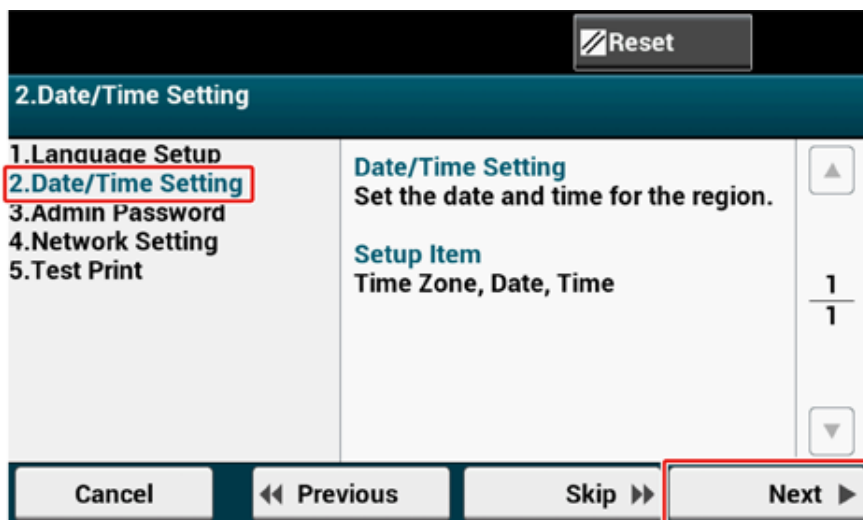 Reset
2.Date/Time Setting
1.Language Setup
2.Date/Time Setting
3.Admin Password
4.Network Setting
5.Test Print
Date/Time Setting
Set the date and time for the region.
Setup Item
Time Zone, Date, Time
1
1
Cancel
Previous
Skip
Next